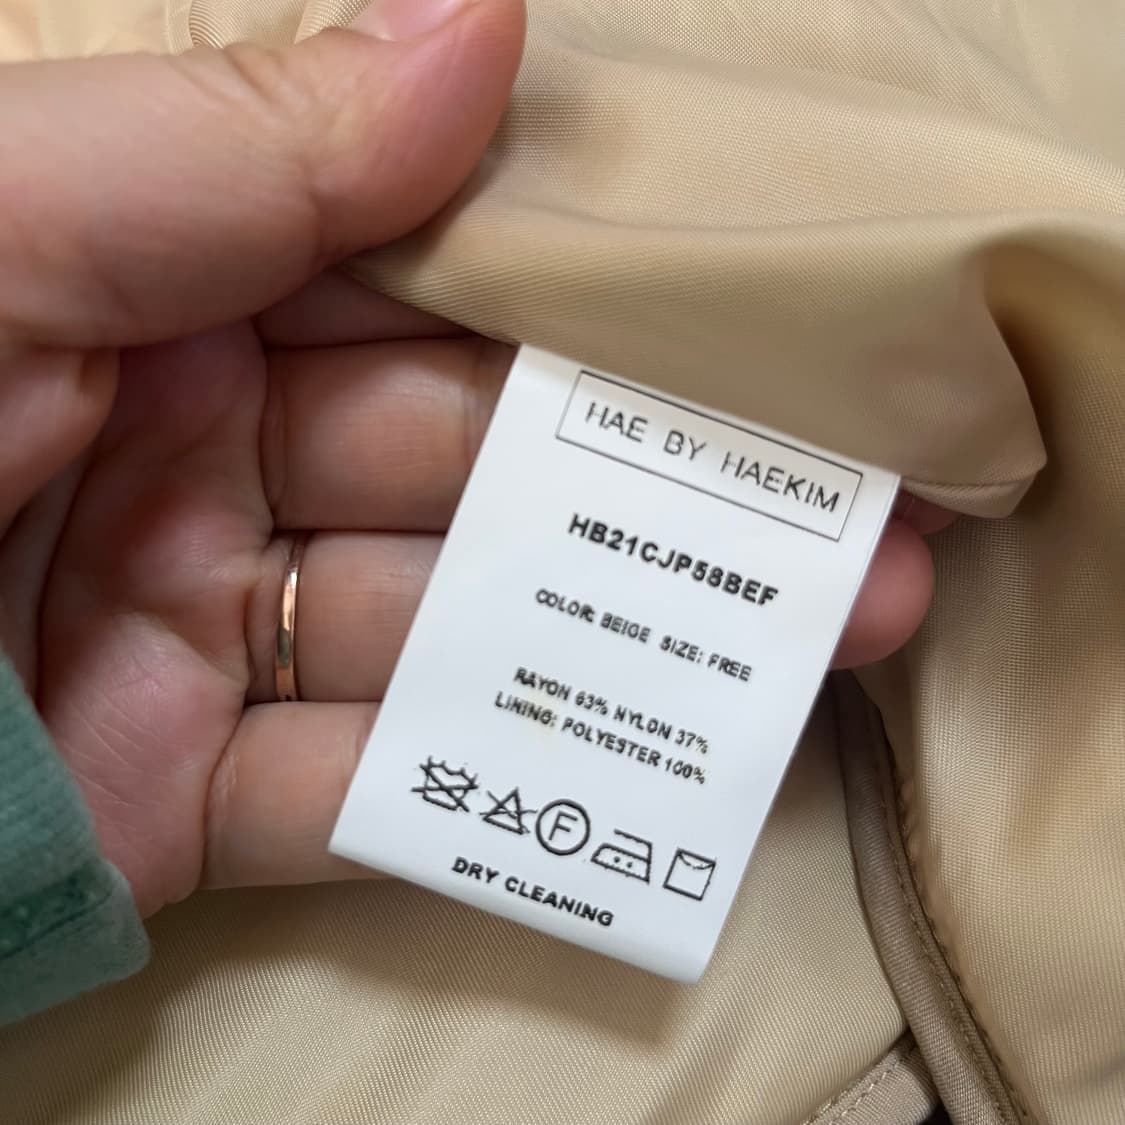 HAE BY HAEKIM
HB21CJP58BEF
COLOR: BEIGE SIZE: FREE
RAYON 63% NYLON 37%
LINING: POLYESTER 100%
F
DRY CLEANING